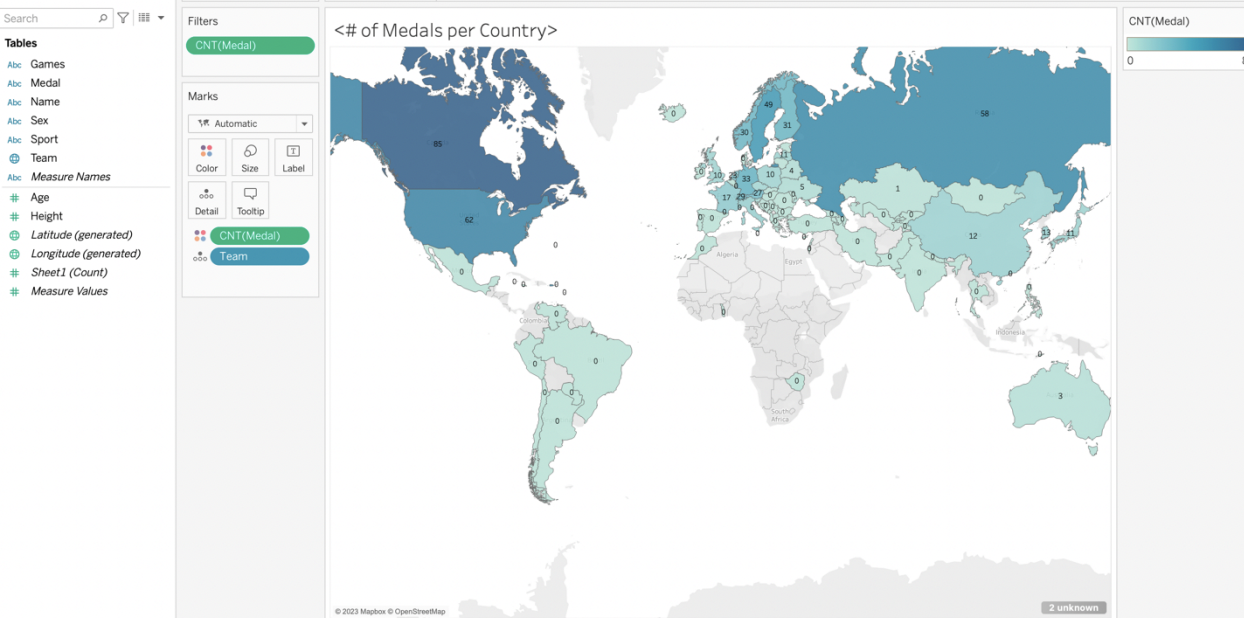 Search
Tables
Abc Games
Abc Medal
Abc Name
Abc Sex
Abc Sport
Team
Abc Measure Names
# Age
# Height
Latitude (generated)
Longitude (generated)
# Sheet1 (Count)
# Measure Values
Filters
CNT(Medal)
Marks
Automatic
Color
Size
Label
Detail
Tooltip
CNT(Medal)
Team
<# of Medals per Country>
85
62
0
0
0 0
0
0
Colombia
0
0
0
0 0
0
0
49
30
31
58
11
0
10
33
10
4
5
17
27
0 0
0
1
0
12
13
11
0
0
0
0
Algeria
Egypt
0
0
0
Indonesia
0
South
Africa
3
© 2023 Mapbox © OpenStreetMap
2 unknown
CNT(Medal)
0